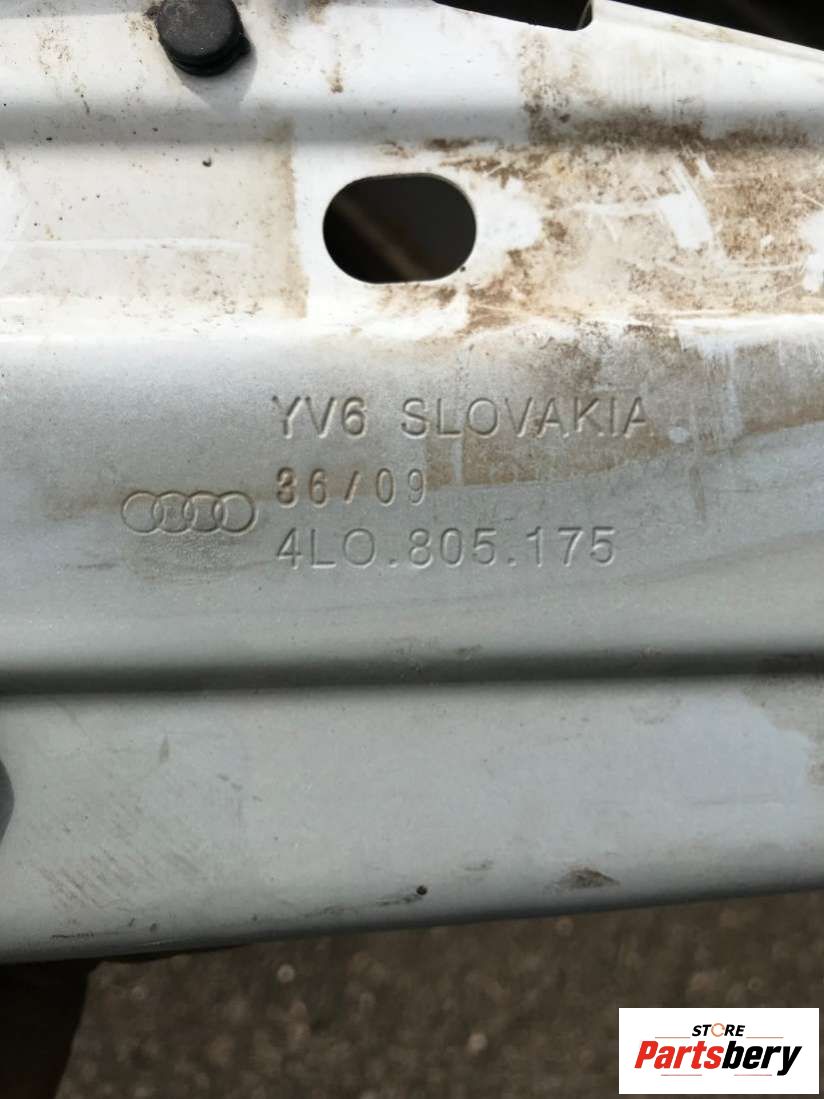 YV6 SLOVAKIA
36/09
4L0.805.175
STORE
Partsbery